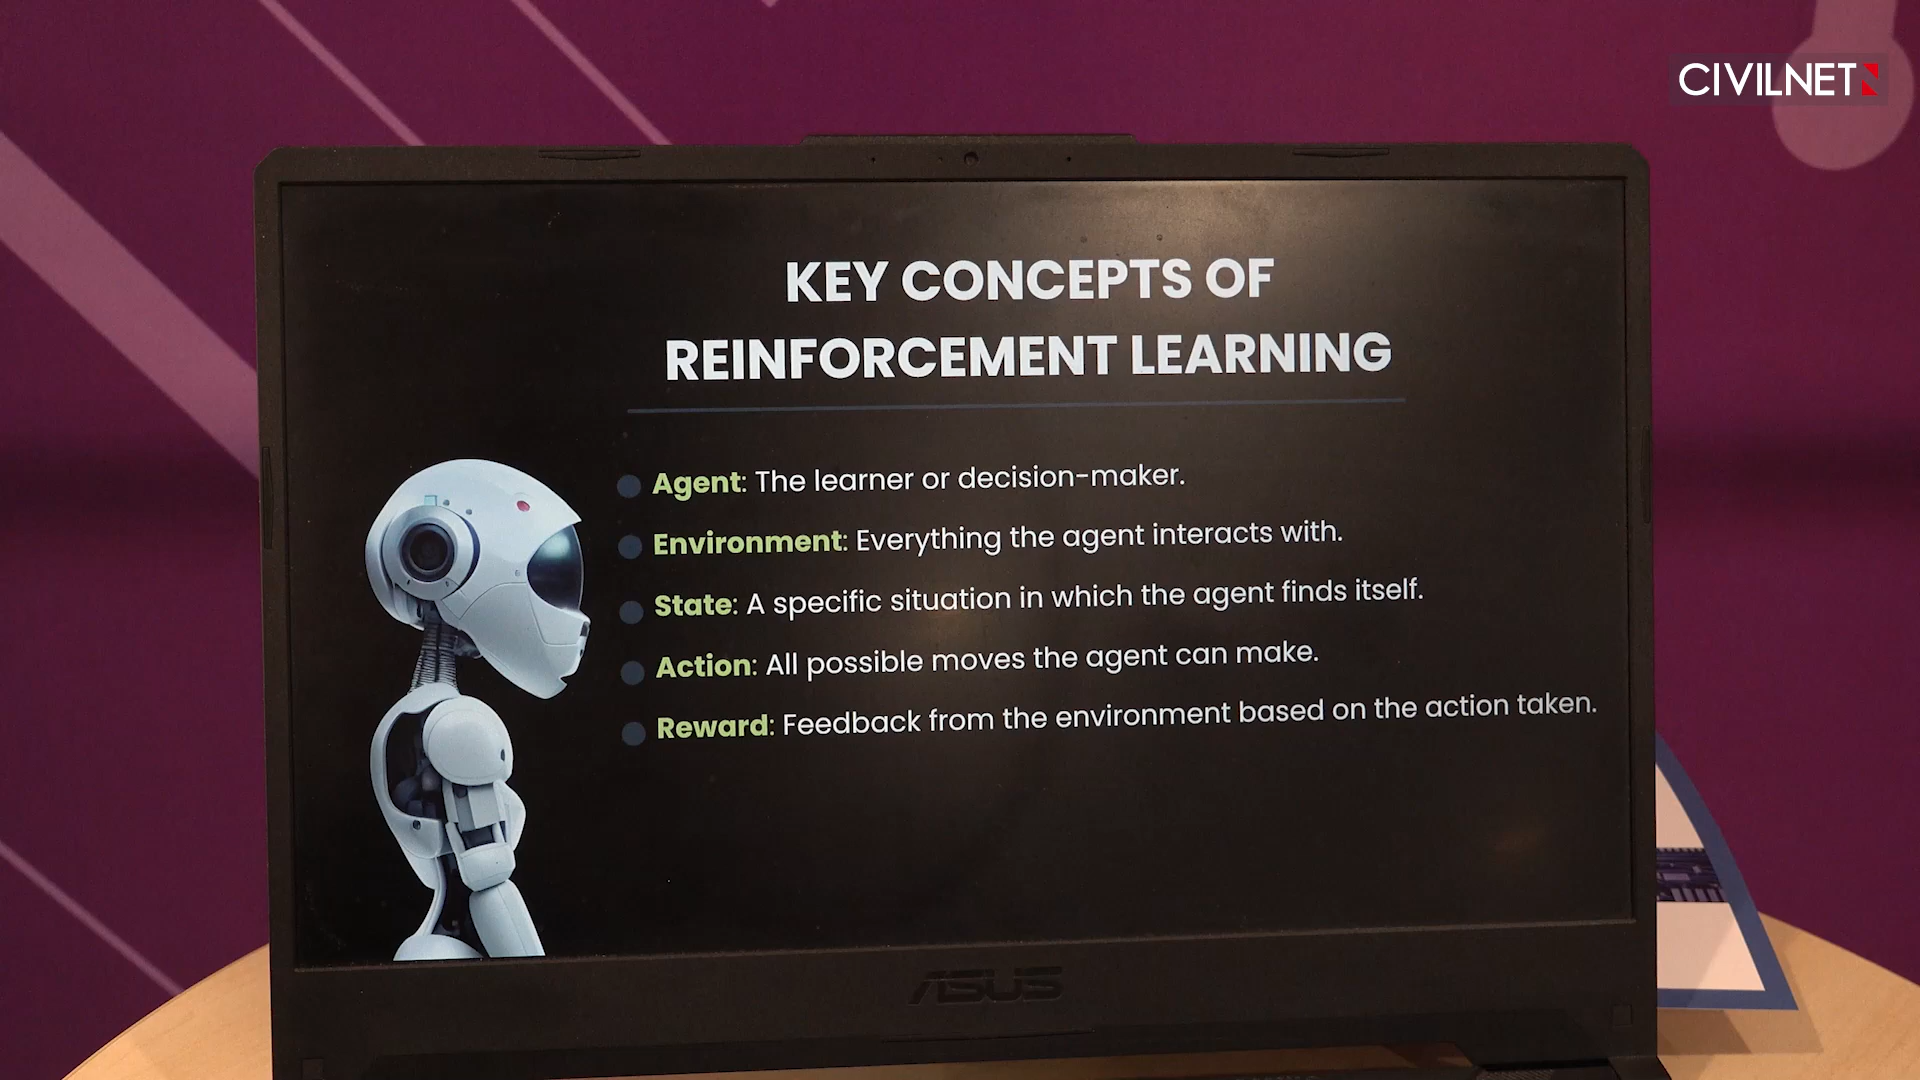 CIVILNET
KEY CONCEPTS OF
REINFORCEMENT LEARNING
Agent: The learner or decision-maker.
Environment: Everything the agent interacts with.
State: A specific situation in which the agent finds itself.
Action: All possible moves the agent can make.
Reward: Feedback from the environment based on the action taken.
ASUS